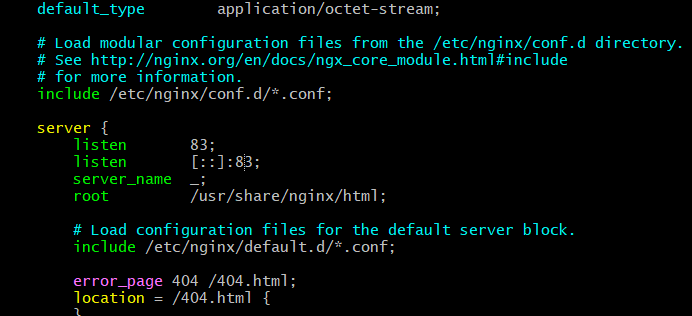 default_type        application/octet-stream;
# Load modular configuration files from the /etc/nginx/conf.d directory.
# See http://nginx.org/en/docs/ngx_core_module.html#include
# for more information.
include /etc/nginx/conf.d/*.conf;
server {
listen       83;
listen       [::]:83;
server_name  _;
root         /usr/share/nginx/html;
# Load configuration files for the default server block.
include /etc/nginx/default.d/*.conf;
error_page 404 /404.html;
location = /404.html {
}